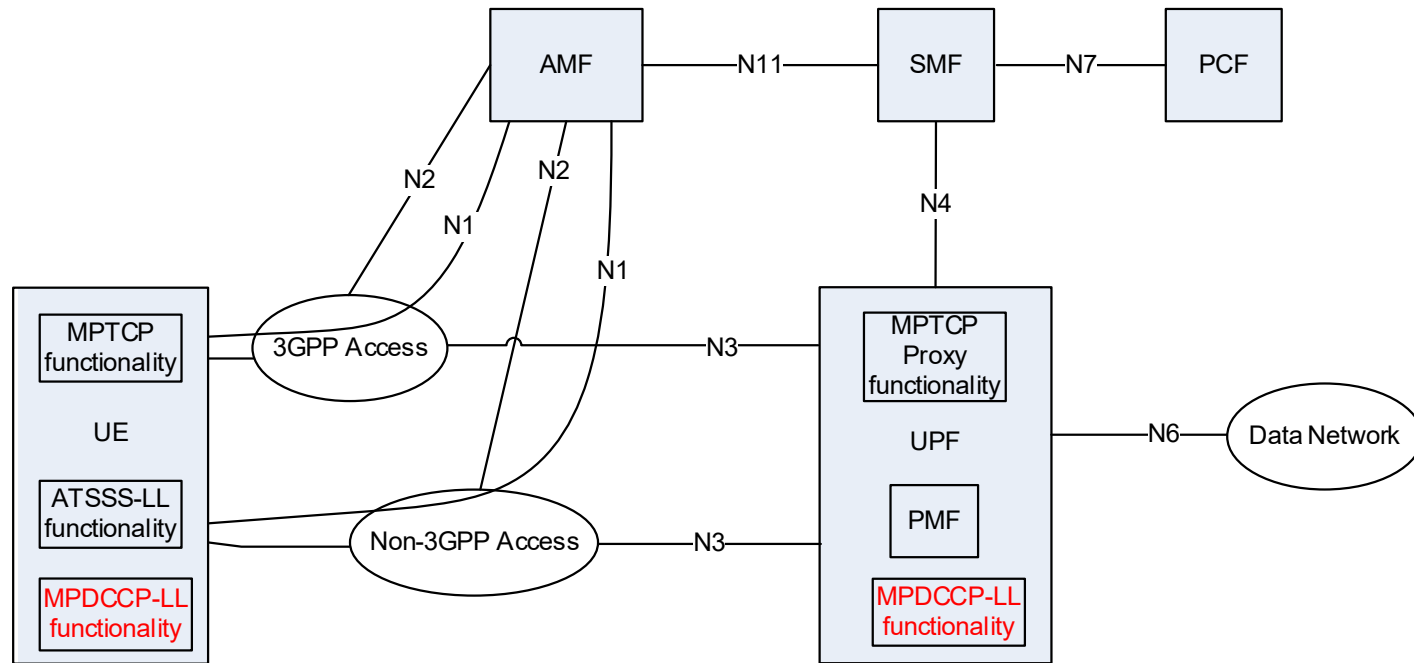 AMF
N11
SMF
N7
PCF
N2
N2
N1
N4
N1
MPTCP
functionality
3GPP Access
N3
MPTCP
Proxy
functionality
UE
UPF
N6
Data Network
ATSSS-LL
functionality
Non-3GPP Access
N3
PMF
MPDCCP-LL
functionality
MPDCCP-LL
functionality